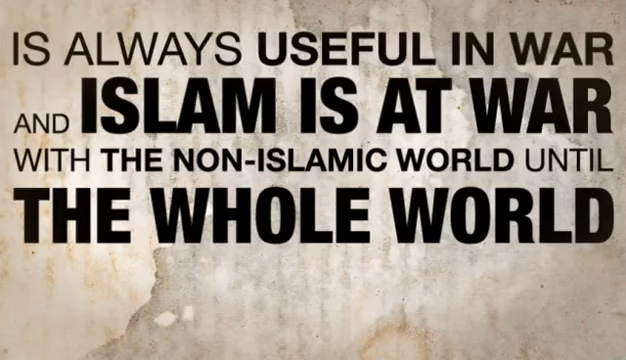 IS ALWAYS USEFUL IN WAR
AND ISLAM IS AT WAR
WITH THE NON-ISLAMIC WORLD UNTIL
THE WHOLE WORLD